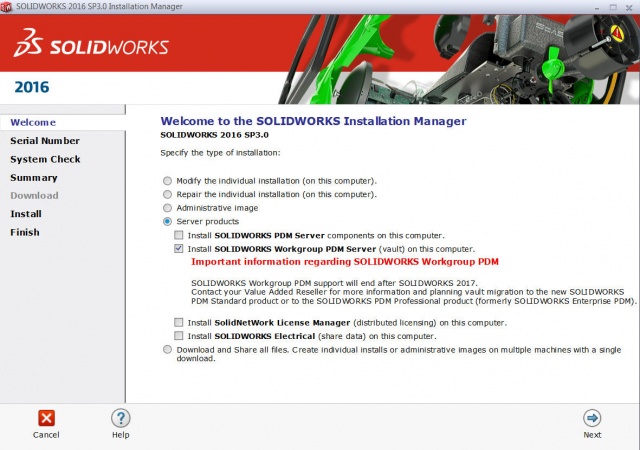 SOLIDWORKS 2016 SP3.0 Installation Manager
SOLIDWORKS
2016
Welcome
Serial Number
System Check
Summary
Download
Install
Finish
Welcome to the SOLIDWORKS Installation Manager
SOLIDWORKS 2016 SP3.0
Specify the type of installation:
Modify the individual installation (on this computer).
Repair the individual installation (on this computer).
Administrative image
Server products
Install SOLIDWORKS PDM Server components on this computer.
Install SOLIDWORKS Workgroup PDM Server (vault) on this computer.
Important information regarding SOLIDWORKS Workgroup PDM
SOLIDWORKS Workgroup PDM support will end after SOLIDWORKS 2017.
Contact your Value Added Reseller for more information and planning vault migration to the new SOLIDWORKS
PDM Standard product or to the SOLIDWORKS PDM Professional product (formerly SOLIDWORKS Enterprise PDM).
Install SolidNetWork License Manager (distributed licensing) on this computer.
Install SOLIDWORKS Electrical (share data) on this computer.
Download and Share all files. Create individual installs or administrative images on multiple machines with a single
download.
Cancel
Help
Next